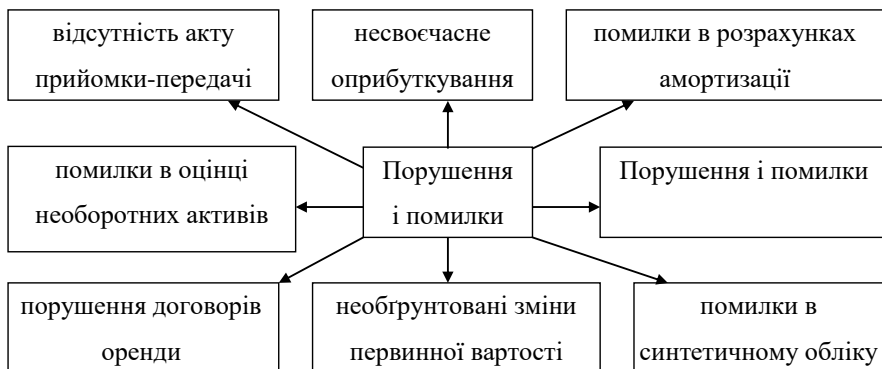 відсутність акту
прийомки-передачі
несвоєчасне
оприбуткування
помилки в розрахунках
амортизації
помилки в оцінці
необоротних активів
Порушення
і помилки
Порушення і помилки
порушення договорів
оренди
необґрунтовані зміни
первинної вартості
помилки в
синтетичному обліку